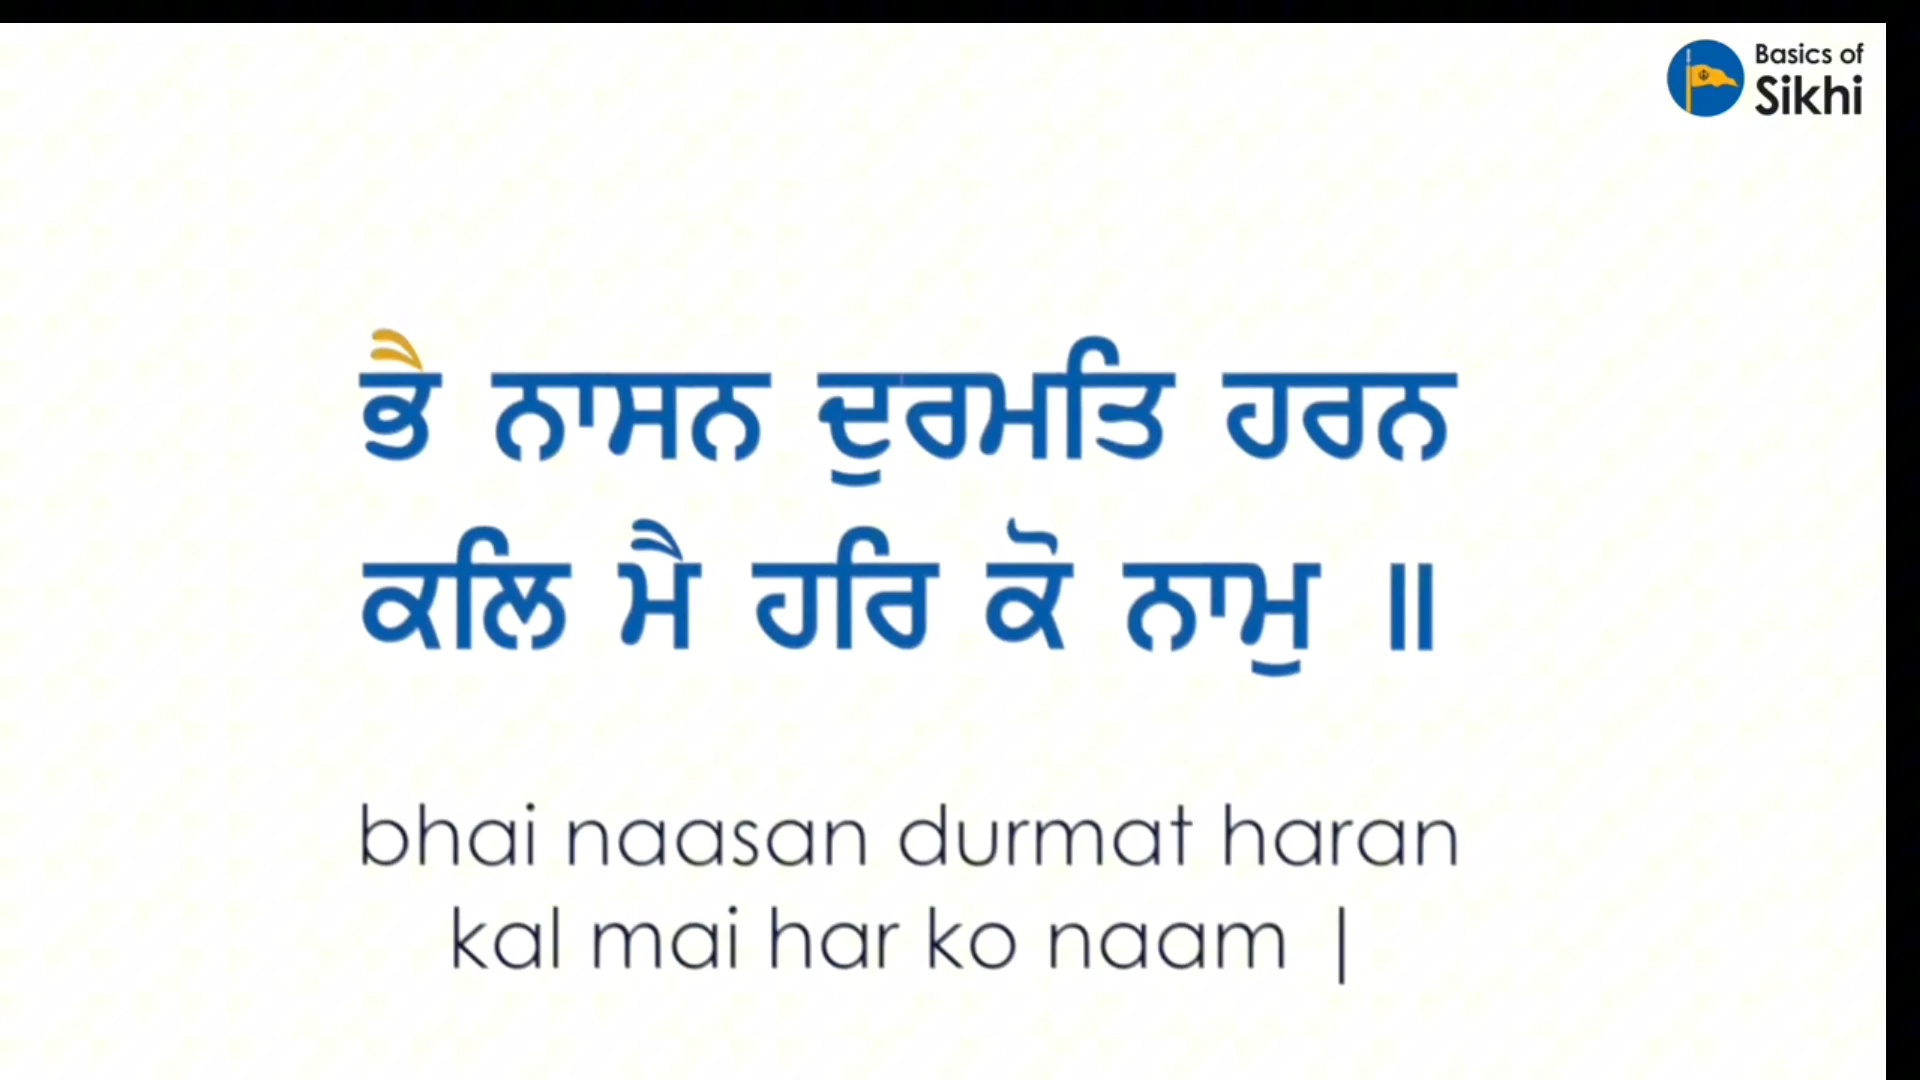 Basics of
Sikhi
ਭੈ ਨਾਸਨ ਦੁਰਮਤਿ ਹਰਨ
ਕਲਿ ਮੈ ਹਰਿ ਕੋ ਨਾਮੁ ॥
bhai naasan durmat haran
kal mai har ko naam |